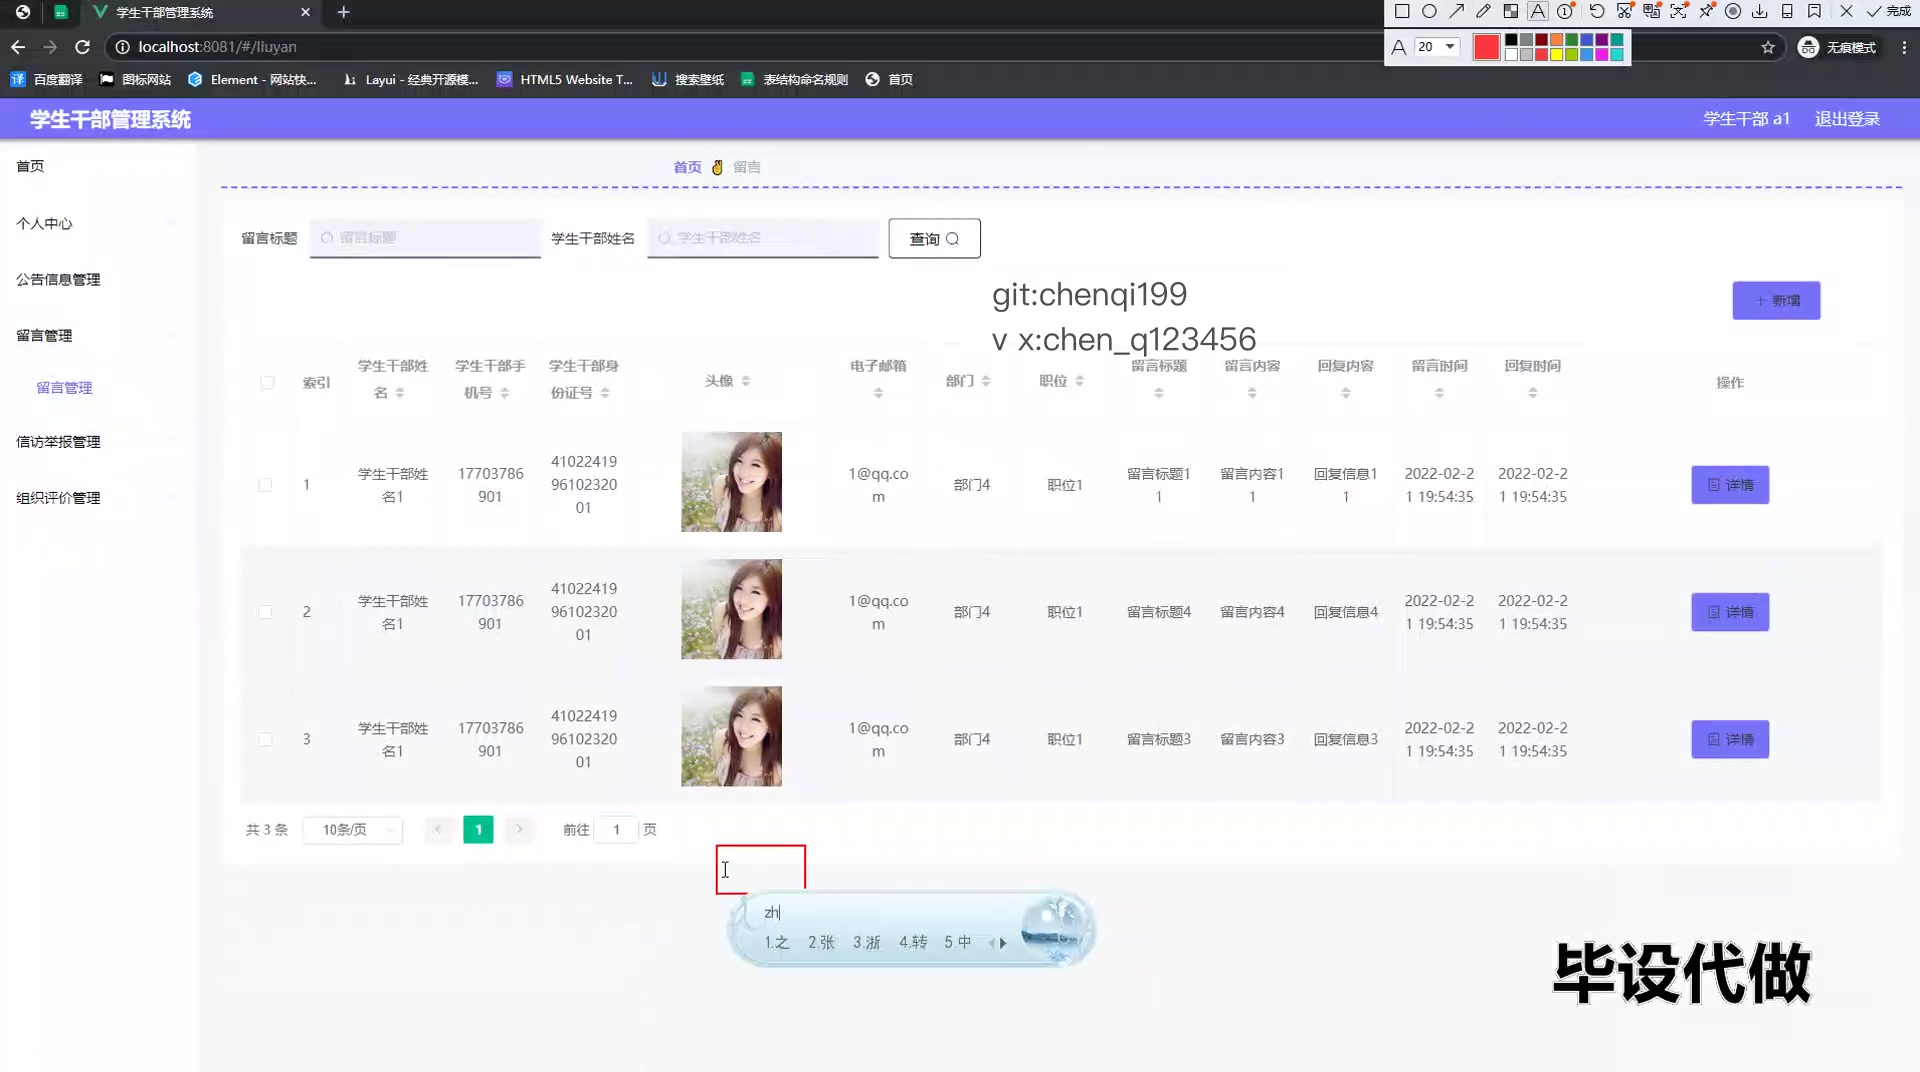 学生干部管理系统
完成
localhost:8081/#/liuyan
A 20
无痕模式
译 百度翻译 图标网站 Element - 网站快... Layui - 经典开源模... HTML5 Website T... 搜索壁纸 表结构命名规则 首页
学生干部管理系统
学生干部 a1 退出登录
首页
个人中心
公告信息管理
留言管理
留言管理
信访举报管理
组织评价管理
首页 留言
留言标题 留言标题 学生干部姓名 学生干部姓名 查询
git:chenqi199
v x:chen_q123456
+ 新增
索引 学生干部姓名 学生干部手机号 学生干部身份证号 头像 电子邮箱 部门 职位 留言标题 留言内容 回复内容 留言时间 回复时间 操作
1 学生干部姓名1 17703786901 410224199610232001 1@qq.com 部门4 职位1 留言标题11 留言内容11 回复信息11 2022-02-21 19:54:35 2022-02-21 19:54:35 详情
2 学生干部姓名1 17703786901 410224199610232001 1@qq.com 部门4 职位1 留言标题4 留言内容4 回复信息4 2022-02-21 19:54:35 2022-02-21 19:54:35 详情
3 学生干部姓名1 17703786901 410224199610232001 1@qq.com 部门4 职位1 留言标题3 留言内容3 回复信息3 2022-02-21 19:54:35 2022-02-21 19:54:35 详情
共 3 条 10条/页 1 前往 1 页
zh
1.之 2.张 3.浙 4.转 5.中
毕设代做